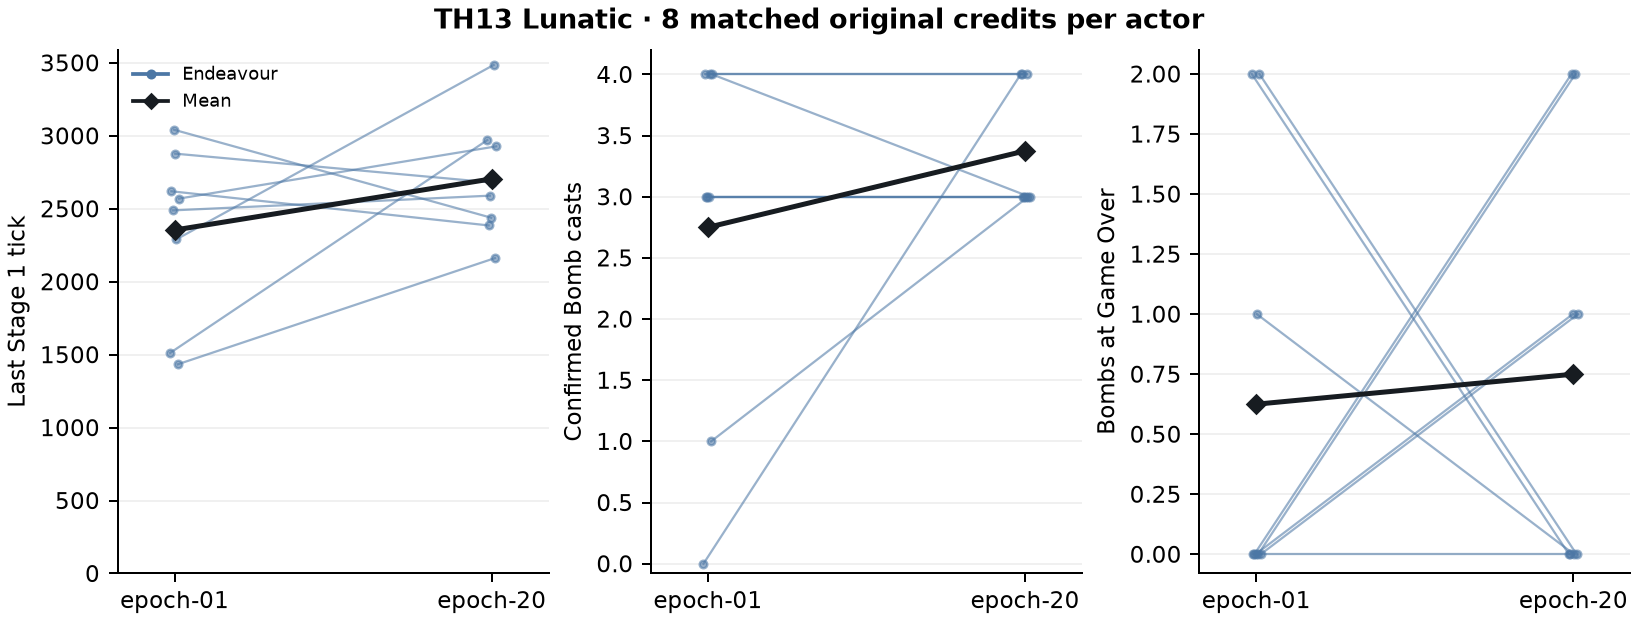 TH13 Lunatic · 8 matched original credits per actor
Last Stage 1 tick
3500
3000
2500
2000
1500
1000
500
0
Endeavour
Mean
epoch-01
epoch-20
Confirmed Bomb casts
4.0
3.5
3.0
2.5
2.0
1.5
1.0
0.5
0.0
epoch-01
epoch-20
Bombs at Game Over
2.00
1.75
1.50
1.25
1.00
0.75
0.50
0.25
0.00
epoch-01
epoch-20